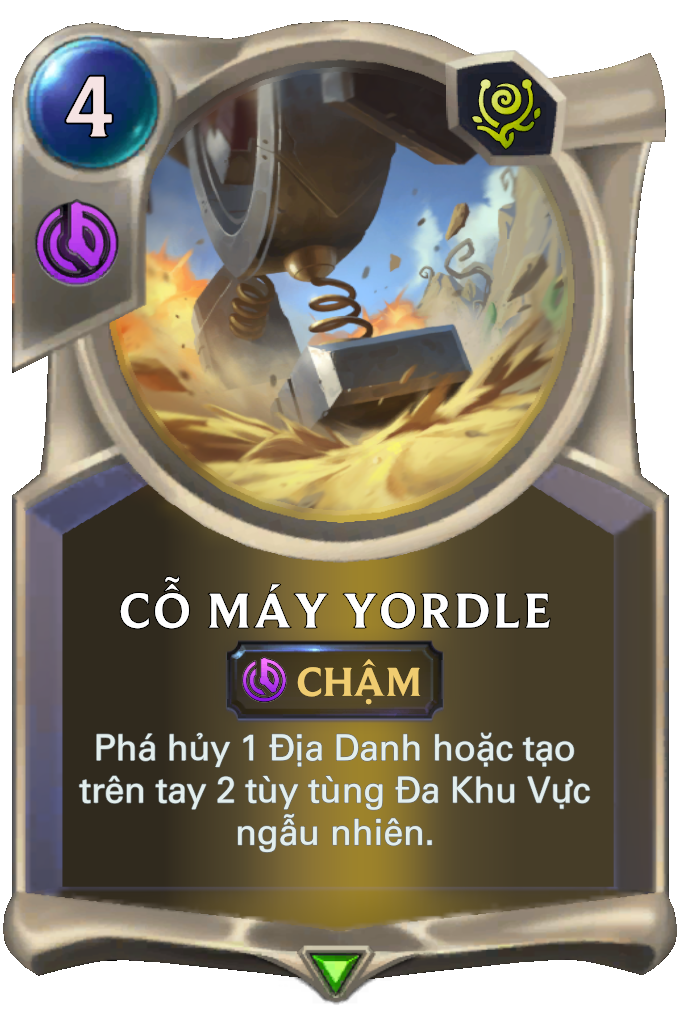 4
CỖ MÁY YORDLE
CHẬM
Phá hủy 1 Địa Danh hoặc tạo
trên tay 2 tùy tùng Đa Khu Vực
ngẫu nhiên.